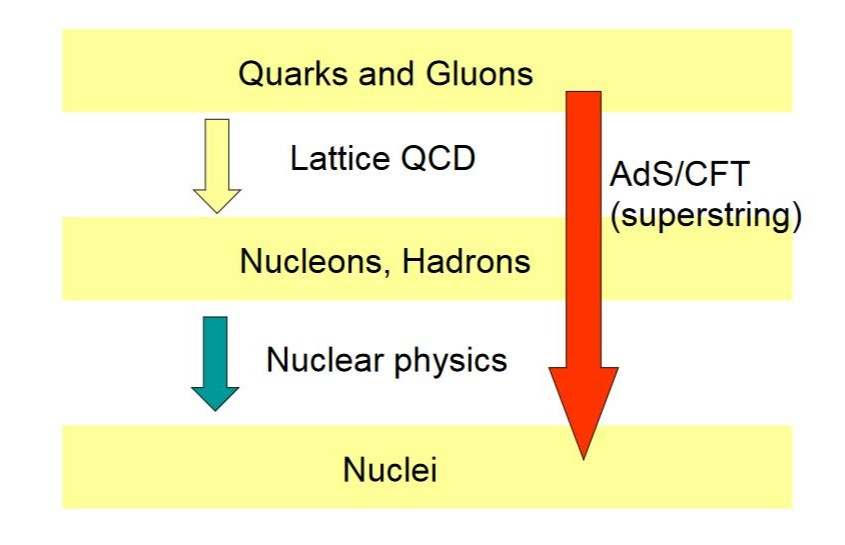 Quarks and Gluons
Lattice QCD
AdS/CFT
(superstring)
Nucleons, Hadrons
Nuclear physics
Nuclei